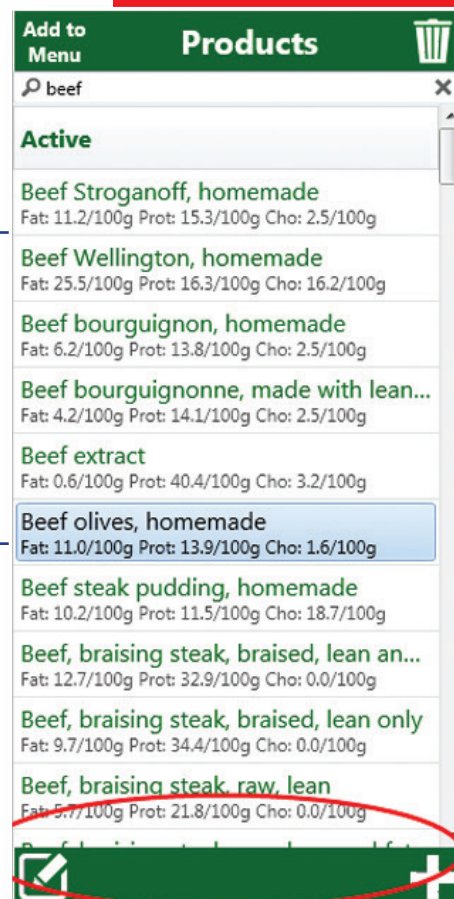 Add to
Menu
Products
beef
Active
Beef Stroganoff, homemade
Fat: 11.2/100g Prot: 15.3/100g Cho: 2.5/100g
Beef Wellington, homemade
Fat: 25.5/100g Prot: 16.3/100g Cho: 16.2/100g
Beef bourguignon, homemade
Fat: 6.2/100g Prot: 13.8/100g Cho: 2.5/100g
Beef bourguignonne, made with lean...
Fat: 4.2/100g Prot: 14.1/100g Cho: 2.5/100g
Beef extract
Fat: 0.6/100g Prot: 40.4/100g Cho: 3.2/100g
Beef olives, homemade
Fat: 11.0/100g Prot: 13.9/100g Cho: 1.6/100g
Beef steak pudding, homemade
Fat: 10.2/100g Prot: 11.5/100g Cho: 18.7/100g
Beef, braising steak, braised, lean an...
Fat: 12.7/100g Prot: 32.9/100g Cho: 0.0/100g
Beef, braising steak, braised, lean only
Fat: 9.7/100g Prot: 34.4/100g Cho: 0.0/100g
Beef, braising steak, raw, lean
Fat: 5.7/100g Prot: 21.8/100g Cho: 0.0/100g